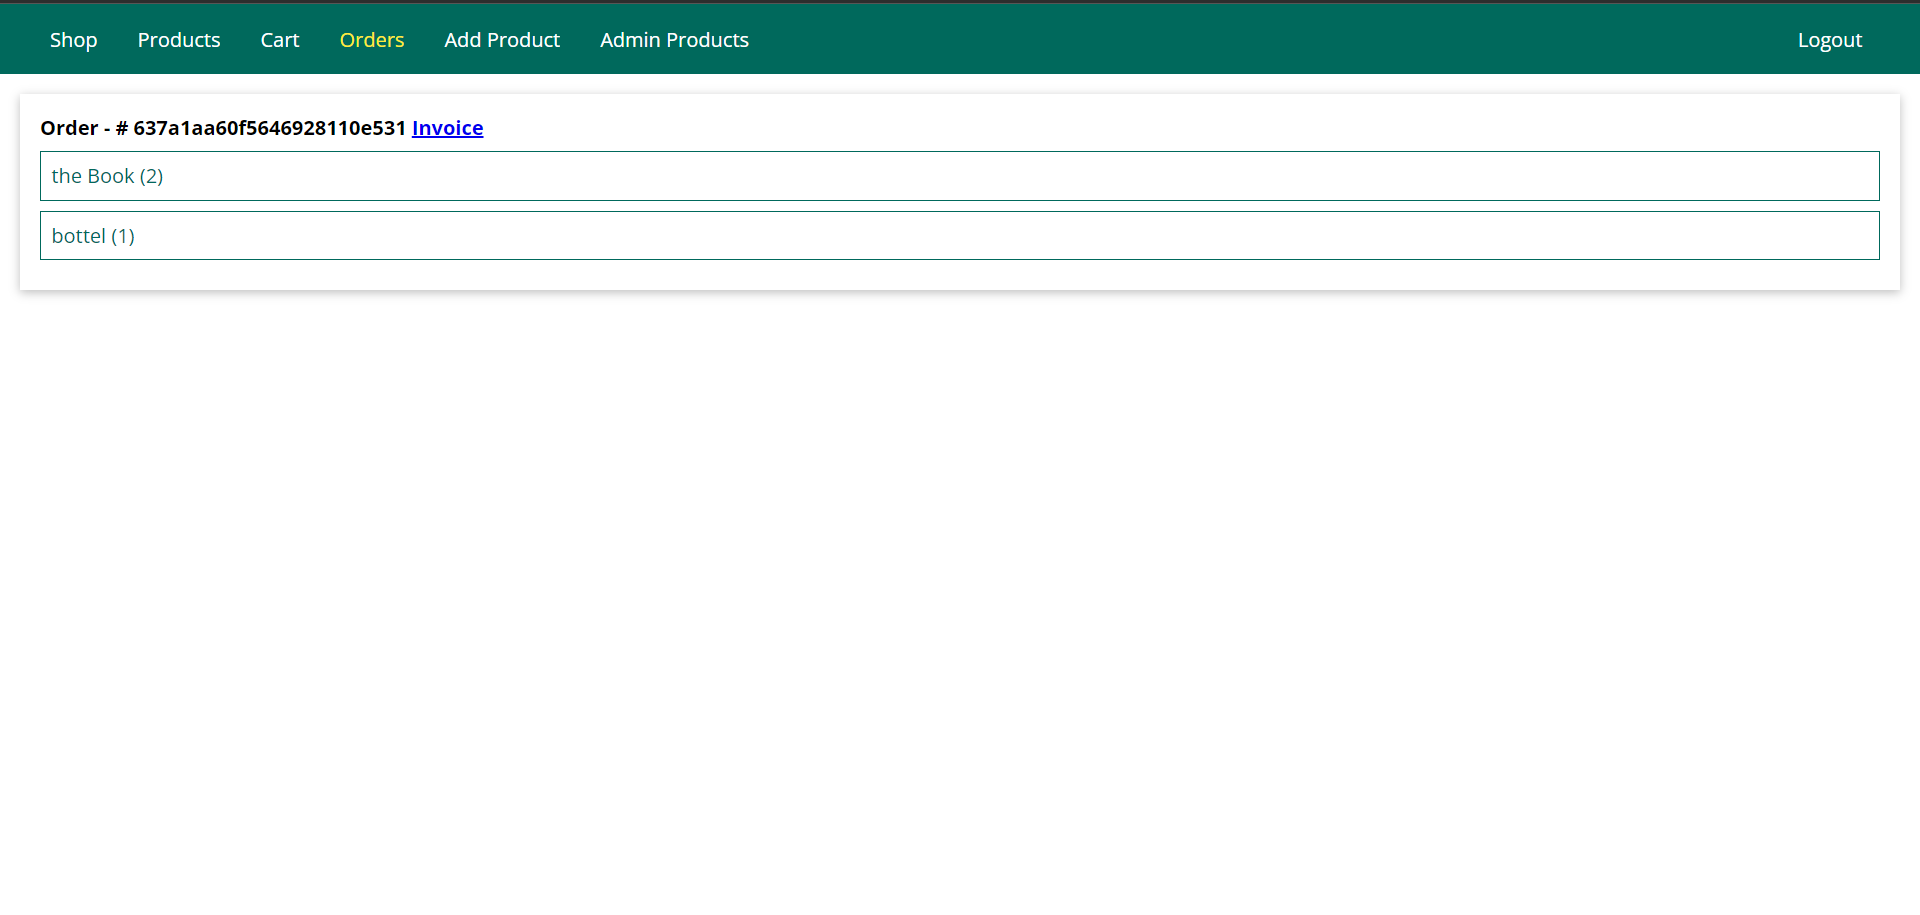 Shop Products Cart Orders Add Product Admin Products Logout
Order - # 637a1aa60f5646928110e531 Invoice
the Book (2)
bottel (1)